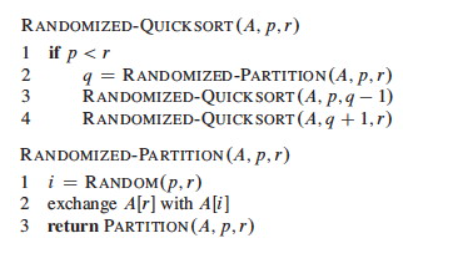 RANDOMIZED-QUICKSORT(A, p, r)
1 if p < r
2 q = RANDOMIZED-PARTITION(A, p, r)
3 RANDOMIZED-QUICKSORT(A, p, q − 1)
4 RANDOMIZED-QUICKSORT(A, q + 1, r)
RANDOMIZED-PARTITION(A, p, r)
1 i = RANDOM(p, r)
2 exchange A[r] with A[i]
3 return PARTITION(A, p, r)